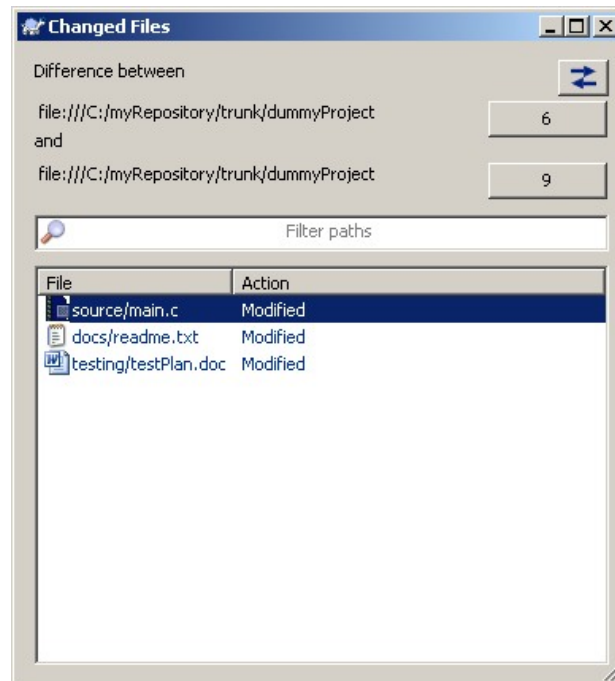 Changed Files
Difference between
file:///C:/myRepository/trunk/dummyProject 6
and
file:///C:/myRepository/trunk/dummyProject 9
Filter paths
File Action
source/main.c Modified
docs/readme.txt Modified
testing/testPlan.doc Modified